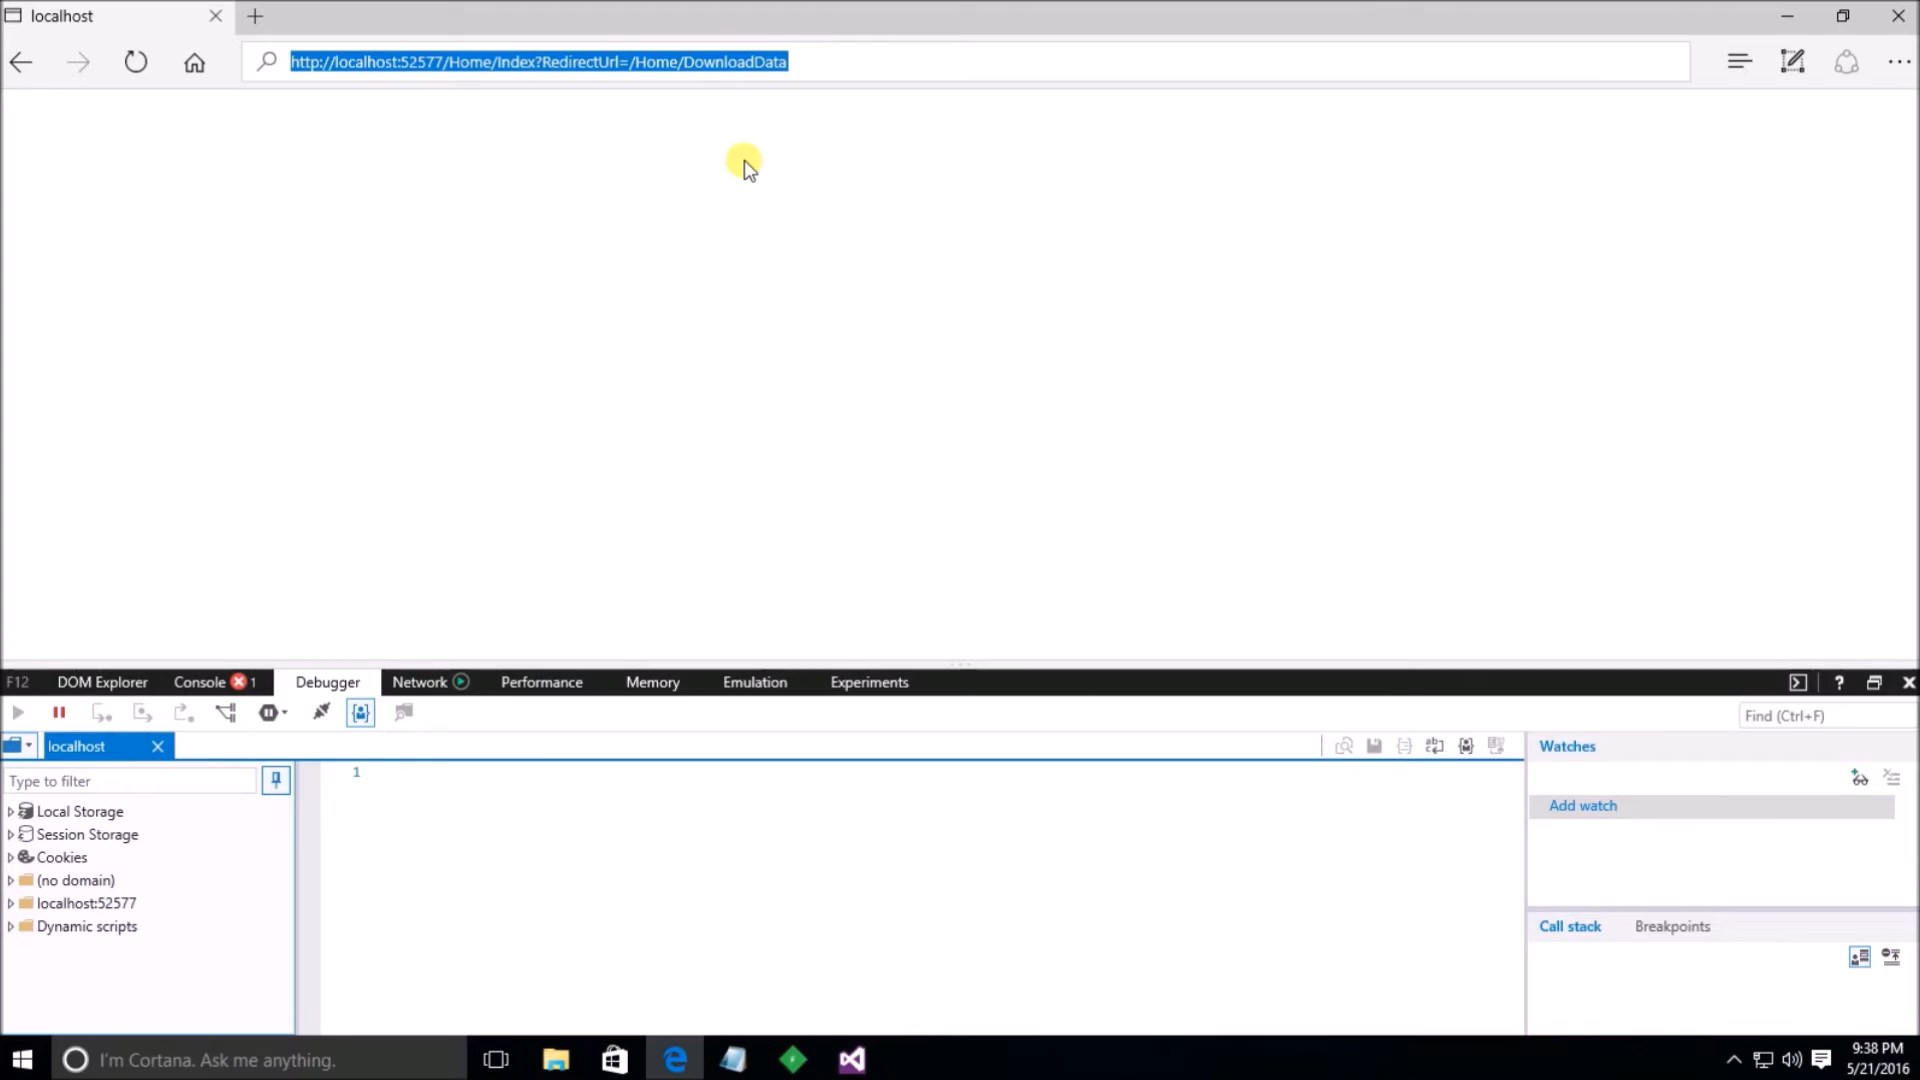 localhost
http://localhost:52577/Home/Index?RedirectUrl=/Home/DownloadData
F12 DOM Explorer Console 1 Debugger Network Performance Memory Emulation Experiments ?
Find (Ctrl+F)
localhost
Watches
Type to filter
1
Add watch
Local Storage
Session Storage
Cookies
(no domain)
localhost:52577
Dynamic scripts
Call stack Breakpoints
I'm Cortana. Ask me anything.
9:38 PM
5/21/2016